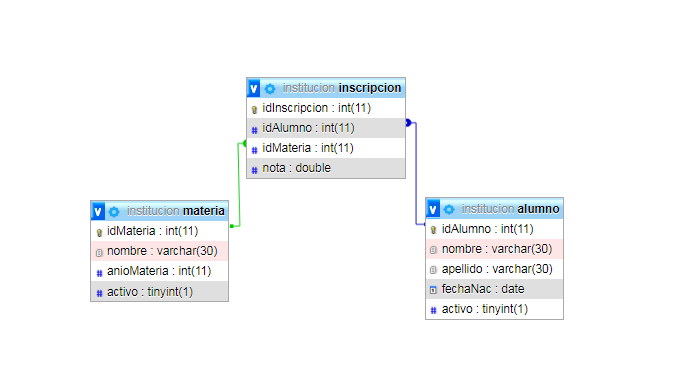 institucion inscripcion
idInscripcion : int(11)
idAlumno : int(11)
idMateria : int(11)
nota : double
institucion materia
idMateria : int(11)
nombre : varchar(30)
anioMateria : int(11)
activo : tinyint(1)
institucion alumno
idAlumno : int(11)
nombre : varchar(30)
apellido : varchar(30)
fechaNac : date
activo : tinyint(1)